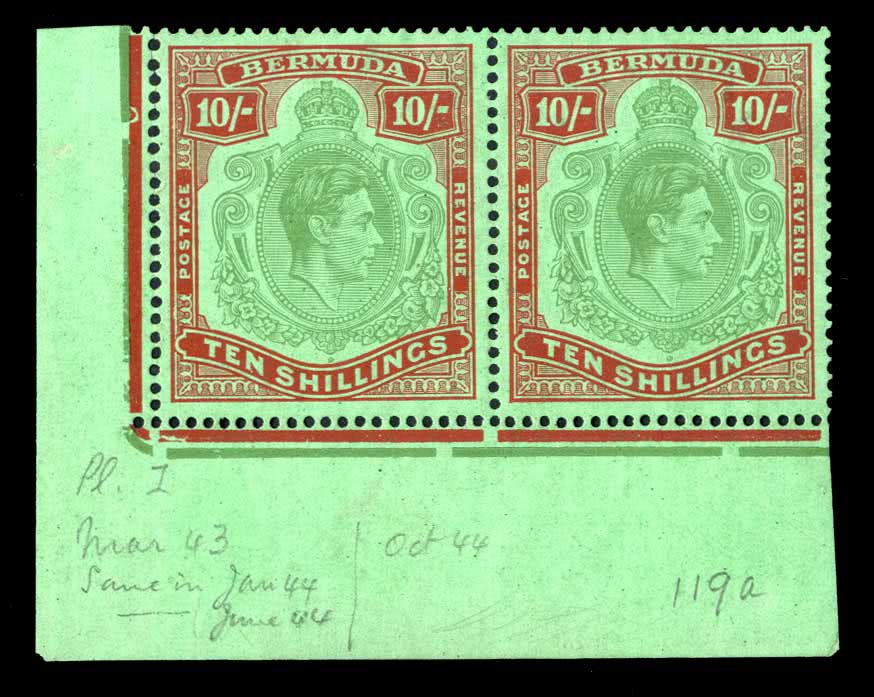 BERMUDA BERMUDA
10/- 10/- 10/- 10/-
POSTAGE REVENUE POSTAGE REVENUE
TEN SHILLINGS TEN SHILLINGS
Pl. I
Mar 43 Oct 44
Same in Jan 44
June 44
119a